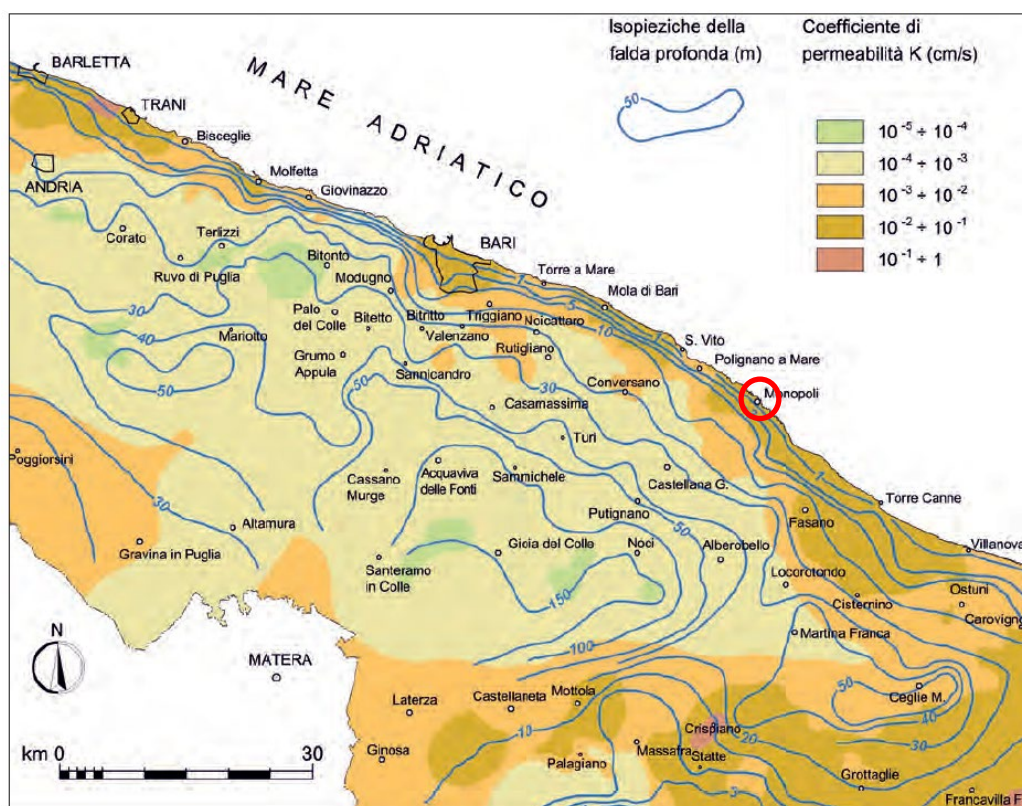 MARE ADRIATICO
Isopieziche della
falda profonda (m)
50
Coefficiente di
permeabilità K (cm/s)
10⁻⁵ ÷ 10⁻⁴
10⁻⁴ ÷ 10⁻³
10⁻³ ÷ 10⁻²
10⁻² ÷ 10⁻¹
10⁻¹ ÷ 1
BARLETTA
TRANI
Bisceglie
ANDRIA
Molfetta
Giovinazzo
Corato
Terlizzi
Ruvo di Puglia
Bitonto
Modugno
BARI
Torre a Mare
Mola di Bari
1
5
10
Palo
del Colle
Bitetto
Bitritto
Valenzano
Triggiano
Noicattaro
Rutigliano
S. Vito
Polignano a Mare
Monopoli
30
40
Mariotto
50
Grumo
Appula
Sannicandro
50
30
Conversano
Casamassima
Turi
1
Poggiorsini
Cassano
Murge
Acquaviva
delle Fonti
Sammichele
Castellana G.
Putignano
Torre Canne
Fasano
30
Altamura
Gravina in Puglia
Santeramo
in Colle
Gioia del Colle
Noci
50
Alberobello
Villanova
Locorotondo
150
Cisternino
Ostuni
Carovigno
100
Martina Franca
N
MATERA
km 0 30
Laterza
Castellaneta
Mottola
50
Ceglie M.
40
Crispiano
20
30
Ginosa
10
Palagiano
Massafra
Statte
Grottaglie
3
Francavilla F